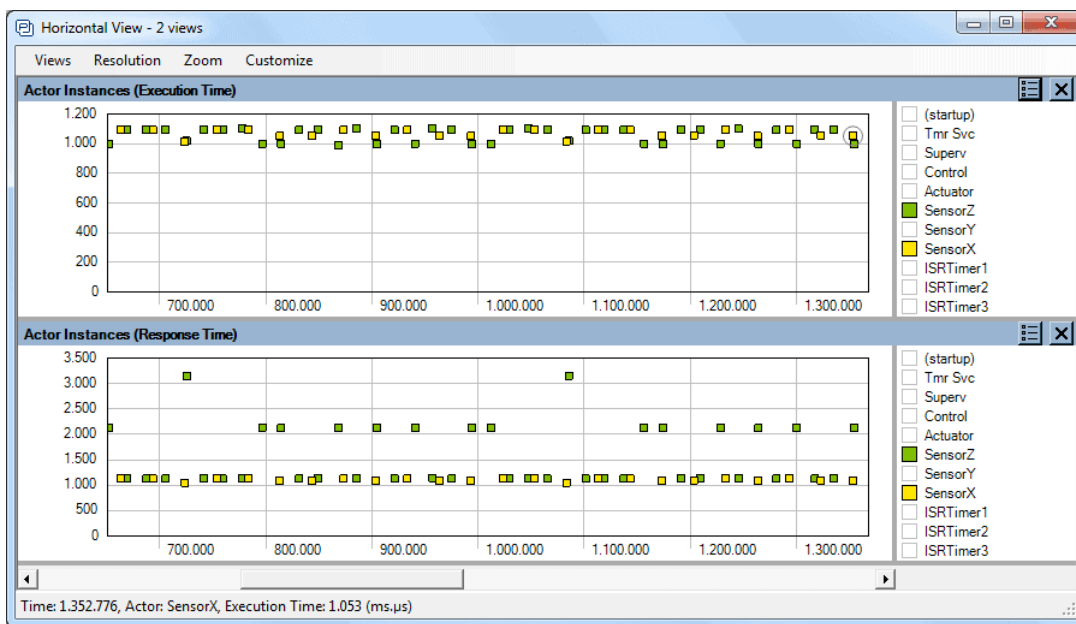 Horizontal View - 2 views
Views Resolution Zoom Customize
Actor Instances (Execution Time)
1.200
1.000
800
600
400
200
0
700.000 800.000 900.000 1.000.000 1.100.000 1.200.000 1.300.000
(startup)
Tmr Svc
Superv
Control
Actuator
SensorZ
SensorY
SensorX
ISRTimer1
ISRTimer2
ISRTimer3
Actor Instances (Response Time)
3.500
3.000
2.500
2.000
1.500
1.000
500
0
700.000 800.000 900.000 1.000.000 1.100.000 1.200.000 1.300.000
(startup)
Tmr Svc
Superv
Control
Actuator
SensorZ
SensorY
SensorX
ISRTimer1
ISRTimer2
ISRTimer3
Time: 1.352.776, Actor: SensorX, Execution Time: 1.053 (ms.µs)